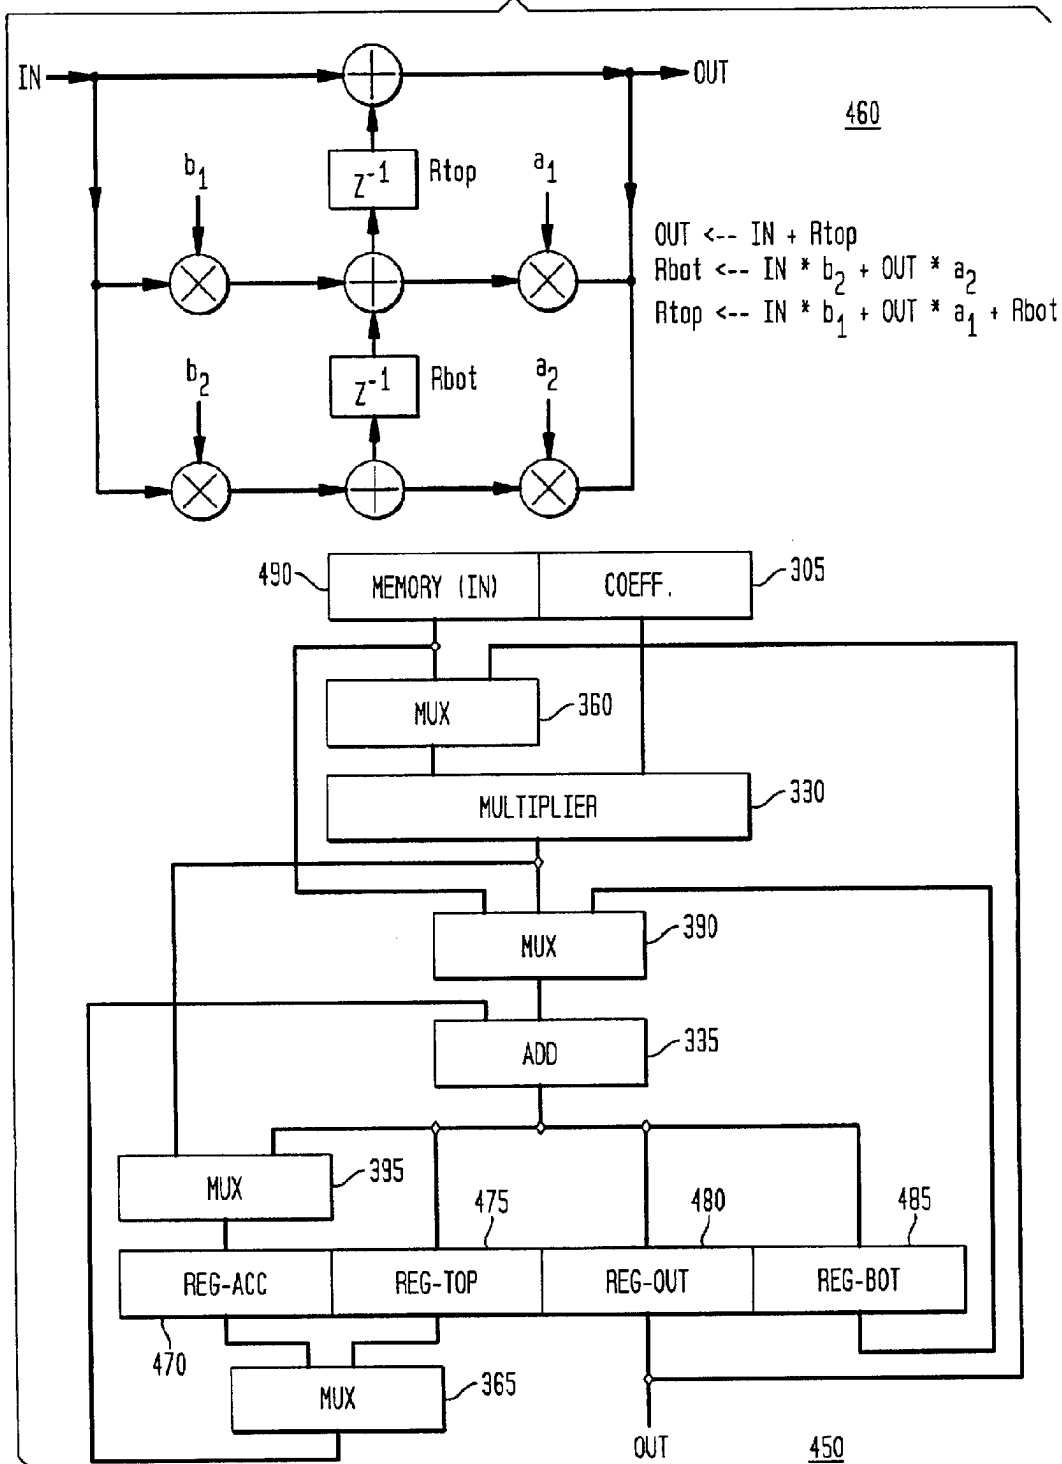 IN
OUT
460
b1
Z-1
Rtop
a1
OUT <-- IN + Rtop
Rbot <-- IN * b2 + OUT * a2
Rtop <-- IN * b1 + OUT * a1 + Rbot
b2
Z-1
Rbot
a2
490
MEMORY (IN)
COEFF.
305
MUX
360
MULTIPLIER
330
MUX
390
ADD
335
MUX
395
475
480
485
REG-ACC
REG-TOP
REG-OUT
REG-BOT
470
MUX
365
OUT
450